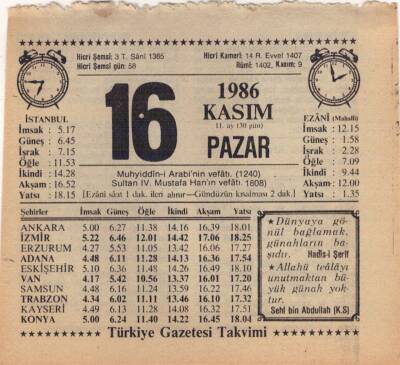 Hicrî Şemsî: 3 T. Sânî 1365
Hicrî Şemsî gün: 58
Hicrî Kamerî: 14 R. Evvel 1407
Rûmî: 1402, Kasım: 9
İSTANBUL
İmsak : 5.17
Güneş : 6.45
İşrak : 7.15
Öğle : 11.53
İkindi : 14.28
Akşam : 16.52
Yatsı : 18.15
16
1986
KASIM
11. ay (30 gün)
PAZAR
EZÂNÎ (Mahalli)
İmsak : 12.15
Güneş : 1.58
İşrak : 2.28
Öğle : 7.09
İkindi : 9.44
Akşam : 12.00
Yatsı : 1.35
Muhyiddîn-i Arabî'nin vefâtı. (1240)
Sultan IV. Mustafa Han'ın vefâtı. 1808)
[Ezânî sâat 1 dak. ileri alınır—Gündüzün kısalması 2 dak.]
Şehirler İmsak Güneş Öğle İkindi Akşam Yatsı
ANKARA 5.00 6.27 11.38 14.16 16.39 18.01
İZMİR 5.22 6.46 12.01 14.42 17.06 18.25
ERZURUM 4.27 5.53 11.05 13.42 16.06 17.27
ADANA 4.48 6.11 11.28 14.13 16.36 17.54
ESKİŞEHİR 5.10 6.36 11.48 14.26 16.49 18.10
VAN 4.17 5.42 10.56 13.37 16.01 17.20
SAMSUN 4.48 6.16 11.24 13.59 16.22 17.46
TRABZON 4.34 6.02 11.11 13.46 16.10 17.32
KAYSERİ 4.49 6.13 11.28 14.08 16.32 17.51
KONYA 5.00 6.24 11.40 14.22 16.45 18.04
★ Dünyaya gö-
nül bağlamak,
günahların ba-
şıdır. Hadîs-i Şerîf
★ Allahü teâlâyı
unutmaktan bü-
yük günah yok-
tur.
Sehl bin Abdullah (K.S)
Türkiye Gazetesi Takvimi